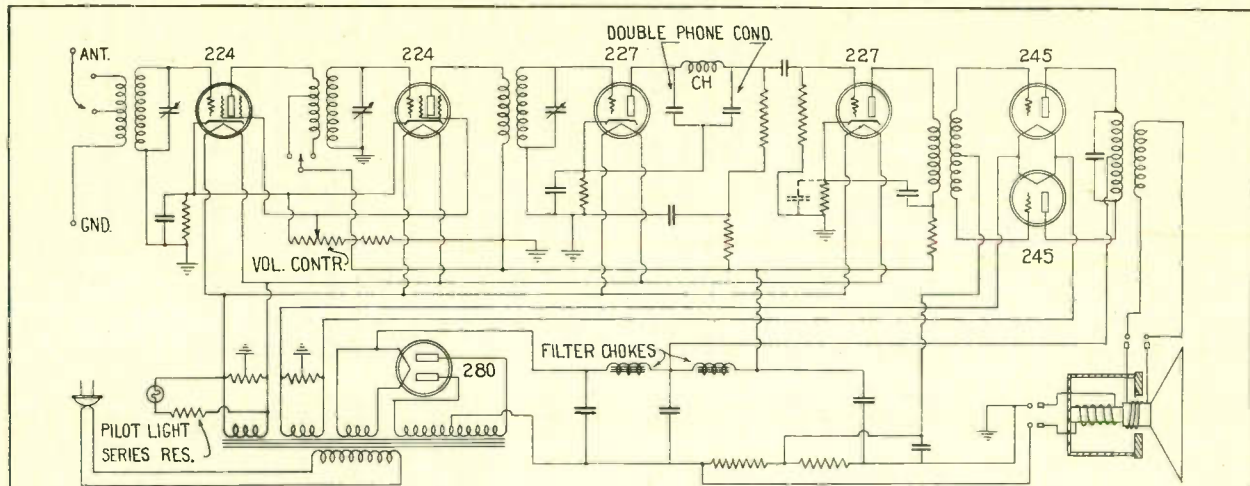 ANT.
GND.
224
224
227
DOUBLE PHONE COND.
CH
227
245
245
VOL. CONTR.
280
FILTER CHOKES
PILOT LIGHT
SERIES RES.